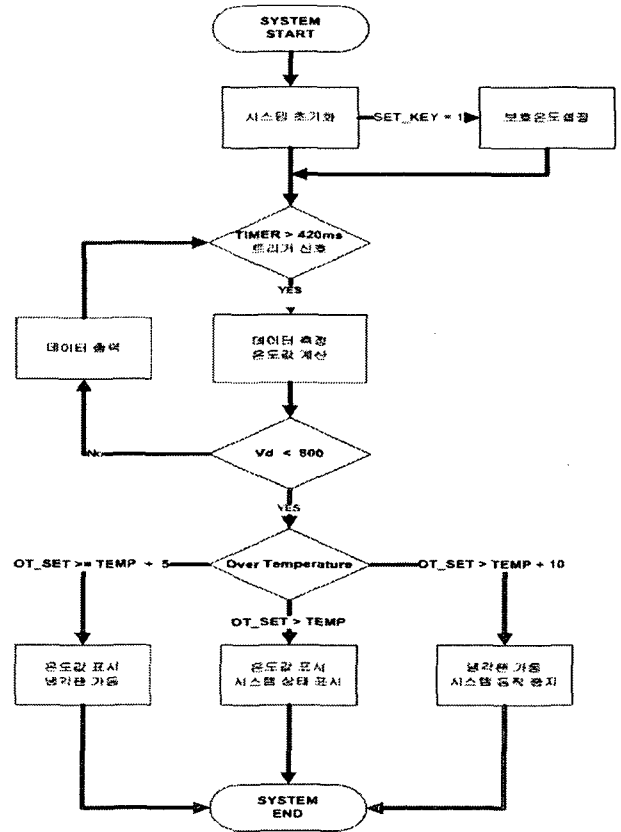 SYSTEM
START
시스템 초기화
SET_KEY = 1
보호온도설정
TIMER > 420ms
트리거 신호
YES
데이터 출력
데이터 측정
온도값 계산
No
Vd < 800
YES
OT_SET >= TEMP + 5
Over Temperature
OT_SET > TEMP + 10
OT_SET > TEMP
온도값 표시
냉각팬 가동
온도값 표시
시스템 상태 표시
냉각팬 가동
시스템 동작 중지
SYSTEM
END